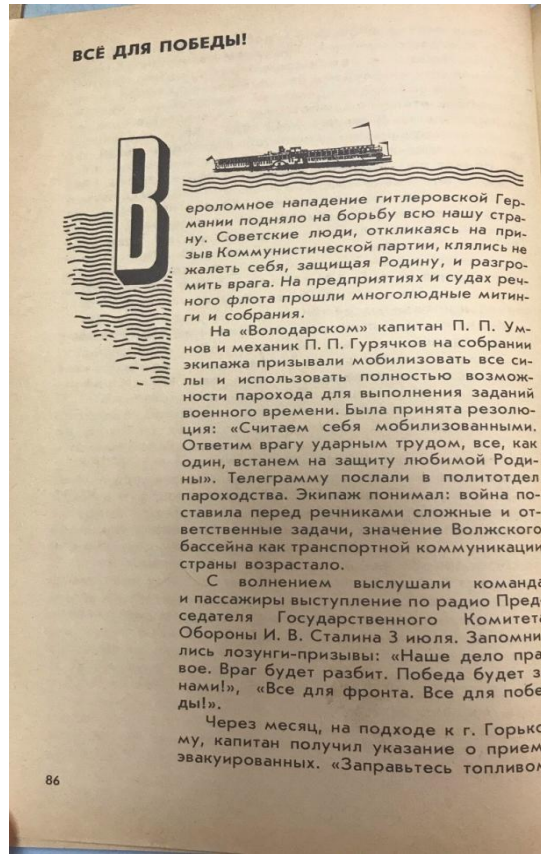 ВСЁ ДЛЯ ПОБЕДЫ!
Вероломное нападение гитлеровской Гер-
мании подняло на борьбу всю нашу стра-
ну. Советские люди, откликаясь на при-
зыв Коммунистической партии, клялись не
жалеть себя, защищая Родину, и разгро-
мить врага. На предприятиях и судах реч-
ного флота прошли многолюдные митин-
ги и собрания.
На «Володарском» капитан П. П. Ум-
нов и механик П. П. Гурячков на собрании
экипажа призывали мобилизовать все си-
лы и использовать полностью возмож-
ности парохода для выполнения заданий
военного времени. Была принята резолю-
ция: «Считаем себя мобилизованными.
Ответим врагу ударным трудом, все, как
один, встанем на защиту любимой Роди-
ны». Телеграмму послали в политотдел
пароходства. Экипаж понимал: война по-
ставила перед речниками сложные и от-
ветственные задачи, значение Волжского
бассейна как транспортной коммуникации
страны возрастало.
С волнением выслушали команда
и пассажиры выступление по радио Пред
седателя Государственного Комитета
Обороны И. В. Сталина 3 июля. Запомни
лись лозунги-призывы: «Наше дело пра
вое. Враг будет разбит. Победа будет з
нами!», «Все для фронта. Все для побе
ды!».
Через месяц, на подходе к г. Горько
му, капитан получил указание о прием
эвакуированных. «Заправьтесь топливом
86